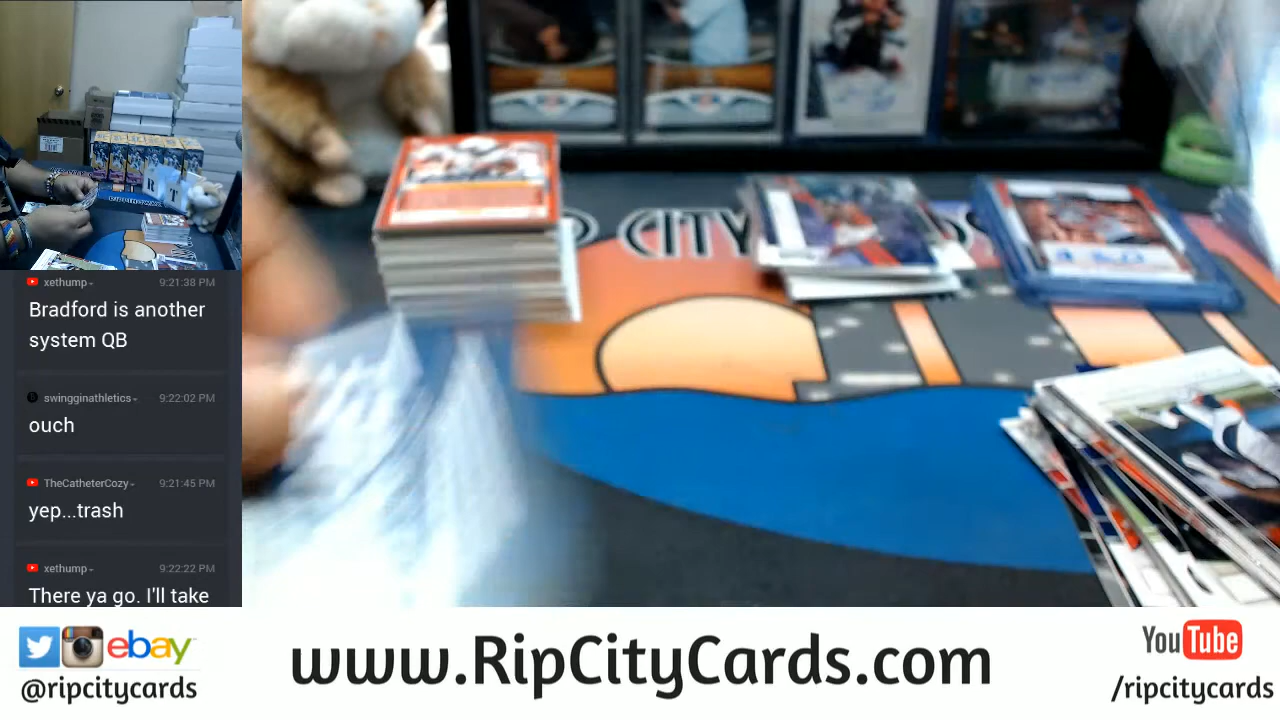 xethump
9:21:38 PM
Bradford is another
system QB
swingginathletics
9:22:02 PM
ouch
TheCatheterCozy
9:21:45 PM
yep...trash
xethump
9:22:22 PM
There ya go. I'll take
CITY
R T
ebay
@ripcitycards
www.RipCityCards.com
YouTube
/ripcitycards